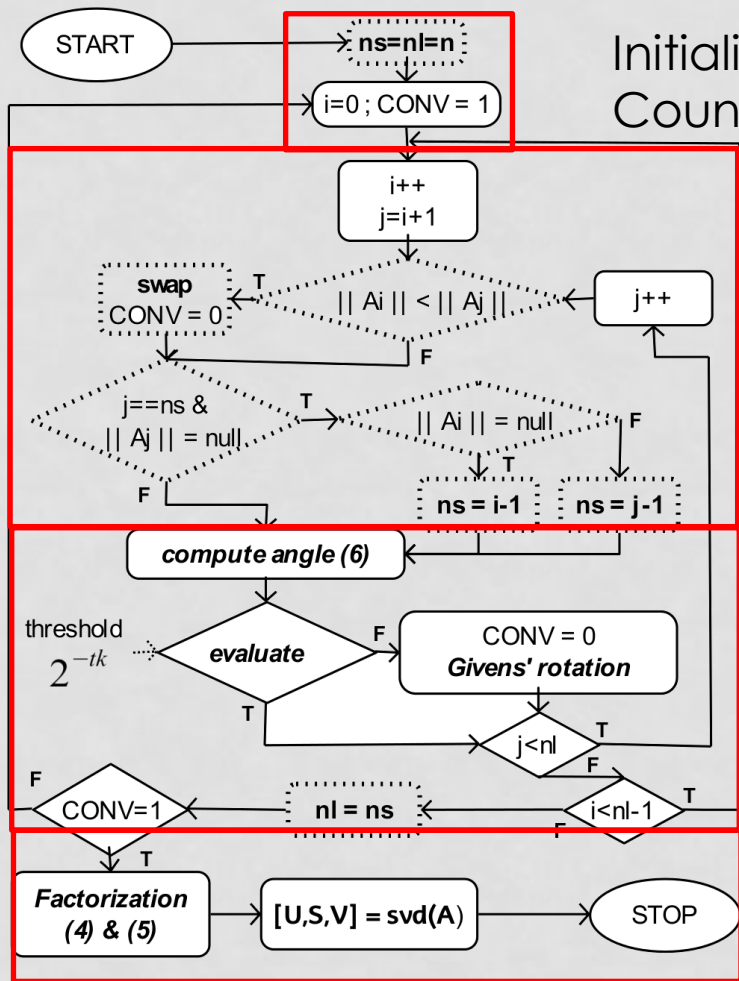 START
ns=nl=n
Initiali
Coun
i=0 ; CONV = 1
i++
j=i+1
swap
CONV = 0
T
|| Ai || < || Aj ||
j++
F
j==ns &
|| Aj || = null
T
|| Ai || = null
F
T
F
ns = i-1
ns = j-1
compute angle (6)
threshold
2^{-tk}
evaluate
F
CONV = 0
Givens' rotation
T
j<nl
T
F
F
CONV=1
nl = ns
i<nl-1
T
F
T
Factorization
(4) & (5)
[U,S,V] = svd(A)
STOP